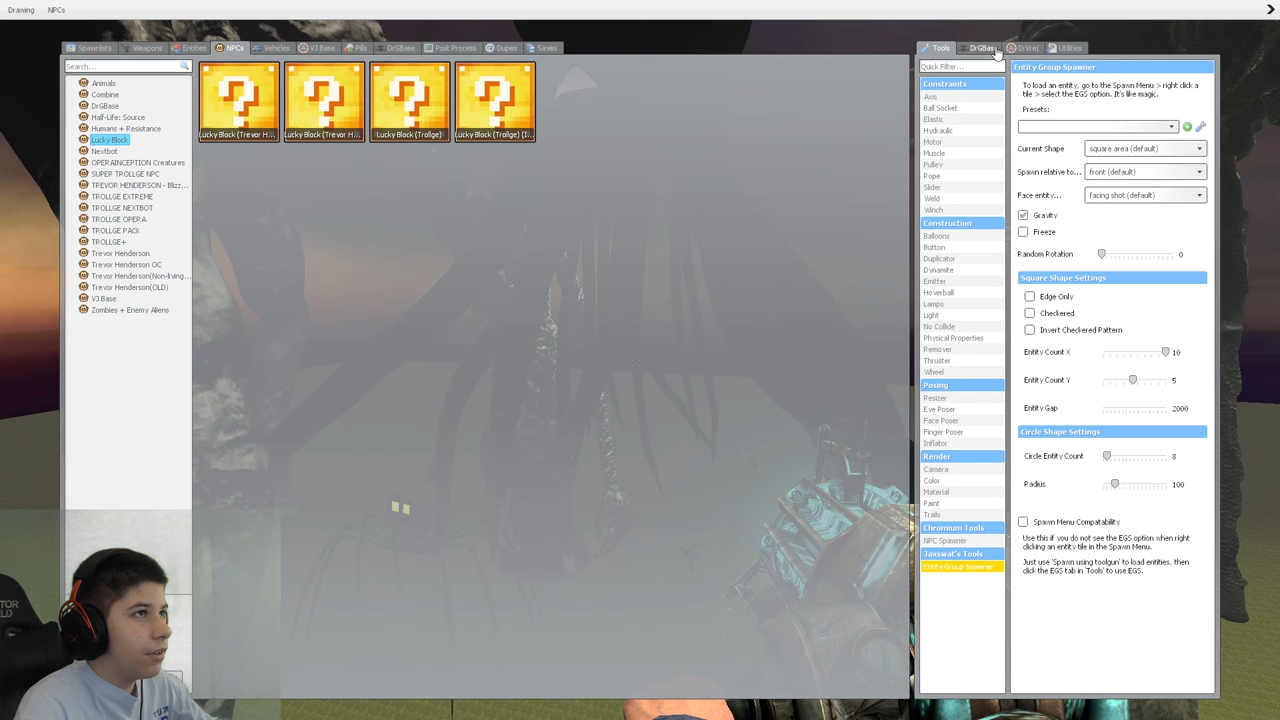 Drawing NPCs
Spawnlists Weapons Entities NPCs Vehicles VJ Base Pills DrGBase Post Process Dupes Saves
Search...
Animals
Combine
DrGBase
Half-Life: Source
Humans + Resistance
Lucky Block
Nextbot
OPERAINCEPTION Creatures
SUPER TROLLGE NPC
TREVOR HENDERSON - Blizz...
TROLLGE EXTREME
TROLLGE NEXTBOT
TROLLGE OPERA
TROLLGE PACK
TROLLGE+
Trevor Henderson
Trevor Henderson OC
Trevor Henderson(Non-living...
Trevor Henderson(OLD)
VJ Base
Zombies + Enemy Aliens
Lucky Block (Trevor H... Lucky Block (Trevor H... Lucky Block (Trollge) Lucky Block (Trollge) (I...
Tools DrGBase DrVrej Utilities
Quick Filter...
Constraints
Axis
Ball Socket
Elastic
Hydraulic
Motor
Muscle
Pulley
Rope
Slider
Weld
Winch
Construction
Balloons
Button
Duplicator
Dynamite
Emitter
Hoverball
Lamps
Light
No Collide
Physical Properties
Remover
Thruster
Wheel
Posing
Resizer
Eye Poser
Face Poser
Finger Poser
Inflator
Render
Camera
Color
Material
Paint
Trails
Chromium Tools
NPC Spawner
Jaxswat's Tools
Entity Group Spawner
Entity Group Spawner
To load an entity, go to the Spawn Menu > right click a
tile > select the EGS option. It's like magic.
Presets:
Current Shape square area (default)
Spawn relative to... front (default)
Face entity... facing shot (default)
Gravity
Freeze
Random Rotation 0
Square Shape Settings
Edge Only
Checkered
Invert Checkered Pattern
Entity Count X 10
Entity Count Y 5
Entity Gap 2000
Circle Shape Settings
Circle Entity Count 8
Radius 100
Spawn Menu Compatability
Use this if you do not see the EGS option when right
clicking an entity tile in the Spawn Menu.
Just use 'Spawn using toolgun' to load entities, then
click the EGS tab in 'Tools' to use EGS.